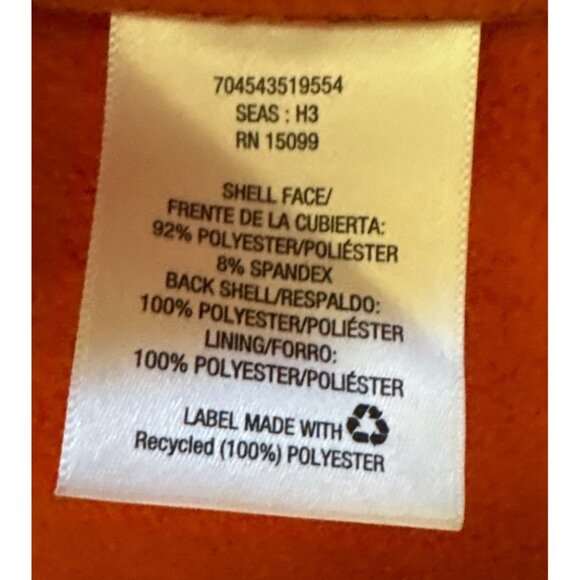 704543519554
SEAS : H3
RN 15099
SHELL FACE/
FRENTE DE LA CUBIERTA:
92% POLYESTER/POLIÉSTER
8% SPANDEX
BACK SHELL/RESPALDO:
100% POLYESTER/POLIÉSTER
LINING/FORRO:
100% POLYESTER/POLIÉSTER
LABEL MADE WITH
Recycled (100%) POLYESTER